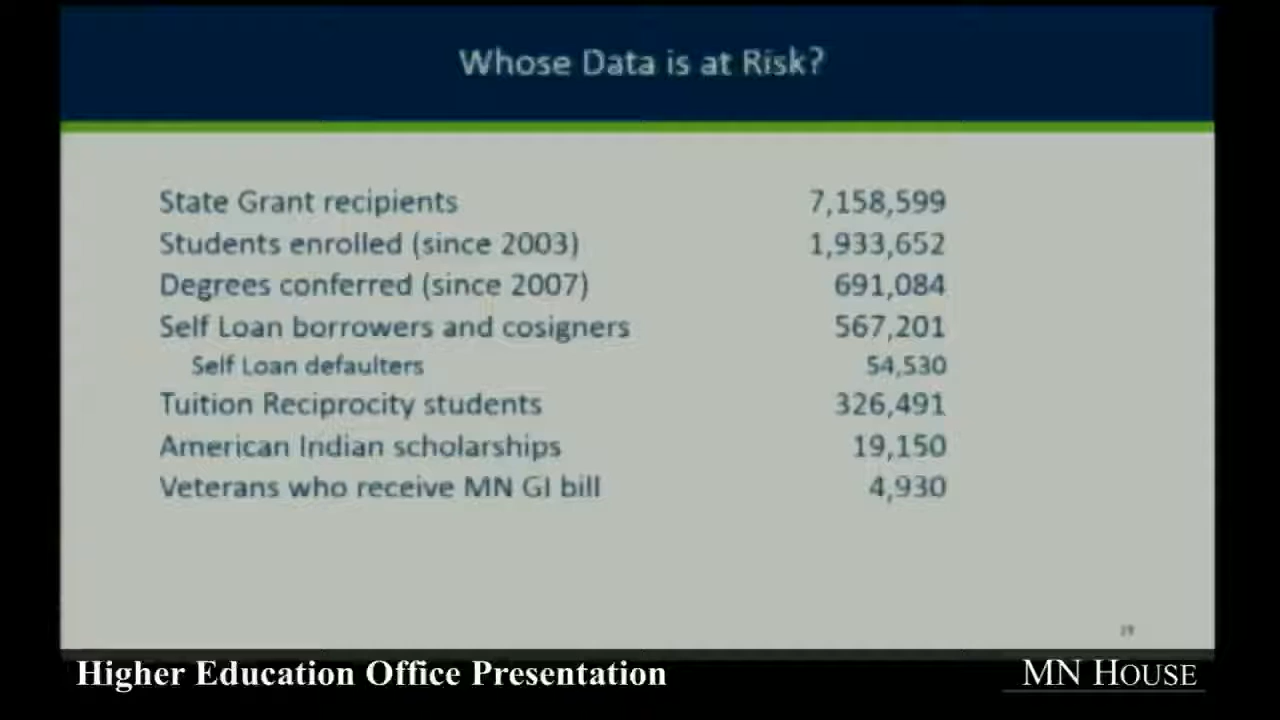 Whose Data is at Risk?
State Grant recipients 7,158,599
Students enrolled (since 2003) 1,933,652
Degrees conferred (since 2007) 691,084
Self Loan borrowers and cosigners 567,201
Self Loan defaulters 54,530
Tuition Reciprocity students 326,491
American Indian scholarships 19,150
Veterans who receive MN GI bill 4,930
Higher Education Office Presentation
MN HOUSE